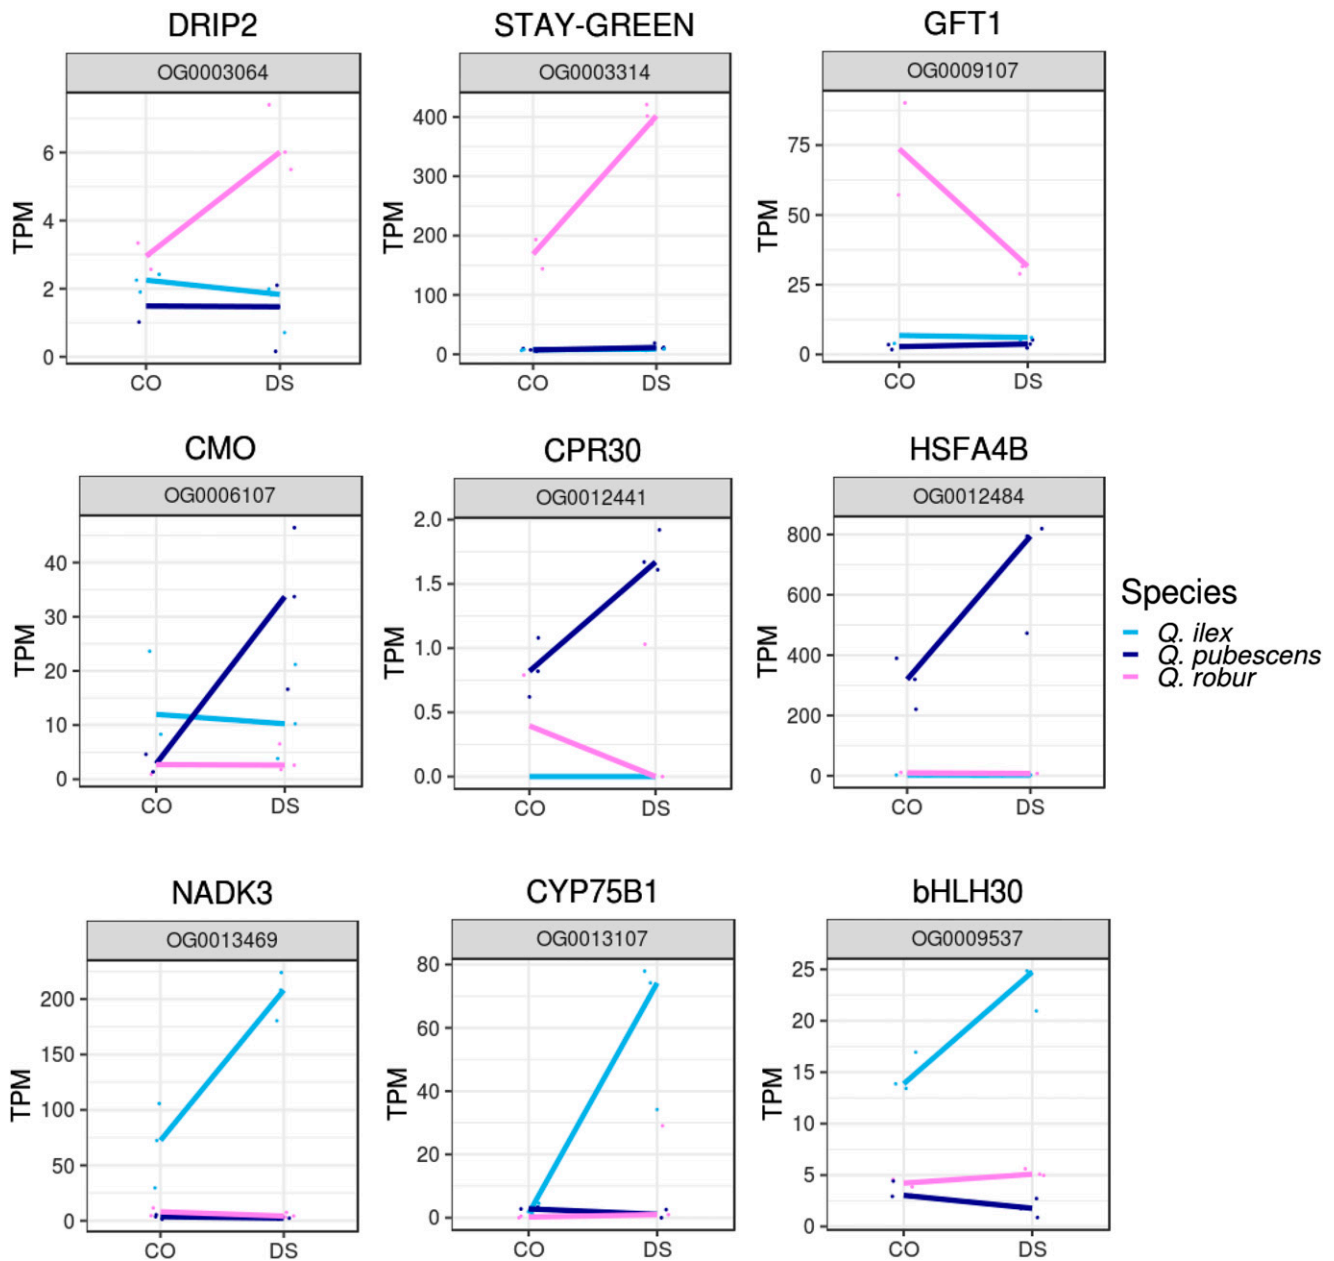 DRIP2
OG0003064
TPM
6
4
2
0
CO DS
STAY-GREEN
OG0003314
TPM
400
300
200
100
0
CO DS
GFT1
OG0009107
TPM
75
50
25
0
CO DS
CMO
OG0006107
TPM
40
30
20
10
0
CO DS
CPR30
OG0012441
TPM
2.0
1.5
1.0
0.5
0.0
CO DS
HSFA4B
OG0012484
TPM
800
600
400
200
0
CO DS
Species
Q. ilex
Q. pubescens
Q. robur
NADK3
OG0013469
TPM
200
150
100
50
0
CO DS
CYP75B1
OG0013107
TPM
80
60
40
20
0
CO DS
bHLH30
OG0009537
TPM
25
20
15
10
5
0
CO DS